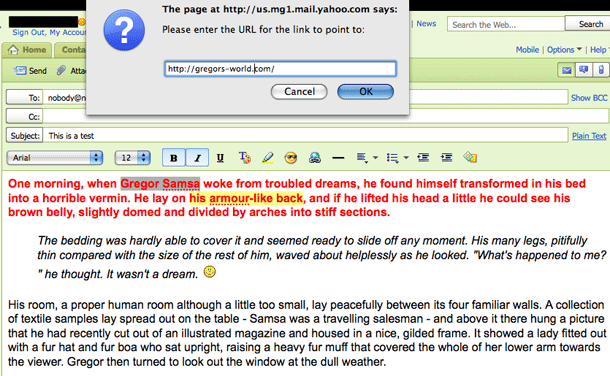 The page at http://us.mg1.mail.yahoo.com says:
Please enter the URL for the link to point to:
http://gregors-world.com/
Cancel OK
News Search the Web... Search
Sign Out, My Accou
Home Conta Mobile | Options | Help
Send Attac
To: nobody@n Show BCC
Cc:
Subject: This is a test Plain Text
Arial 12 B I U
One morning, when Gregor Samsa woke from troubled dreams, he found himself transformed in his bed
into a horrible vermin. He lay on his armour-like back, and if he lifted his head a little he could see his
brown belly, slightly domed and divided by arches into stiff sections.
The bedding was hardly able to cover it and seemed ready to slide off any moment. His many legs, pitifully
thin compared with the size of the rest of him, waved about helplessly as he looked. "What's happened to me?
" he thought. It wasn't a dream.
His room, a proper human room although a little too small, lay peacefully between its four familiar walls. A collection
of textile samples lay spread out on the table - Samsa was a travelling salesman - and above it there hung a picture
that he had recently cut out of an illustrated magazine and housed in a nice, gilded frame. It showed a lady fitted out
with a fur hat and fur boa who sat upright, raising a heavy fur muff that covered the whole of her lower arm towards
the viewer. Gregor then turned to look out the window at the dull weather.